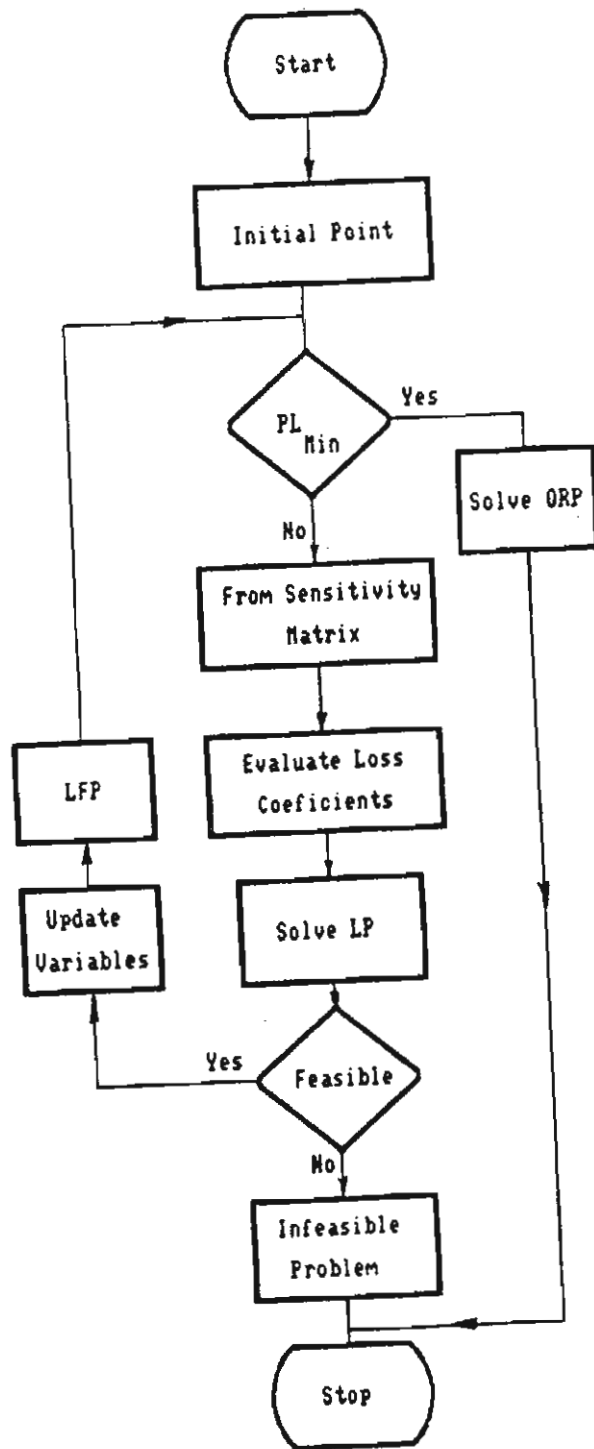 Start
Initial Point
PL Min
Yes
Solve ORP
No
From Sensitivity
Matrix
Evaluate Loss
Coeficients
LFP
Update
Variables
Solve LP
Yes
Feasible
No
Infeasible
Problem
Stop